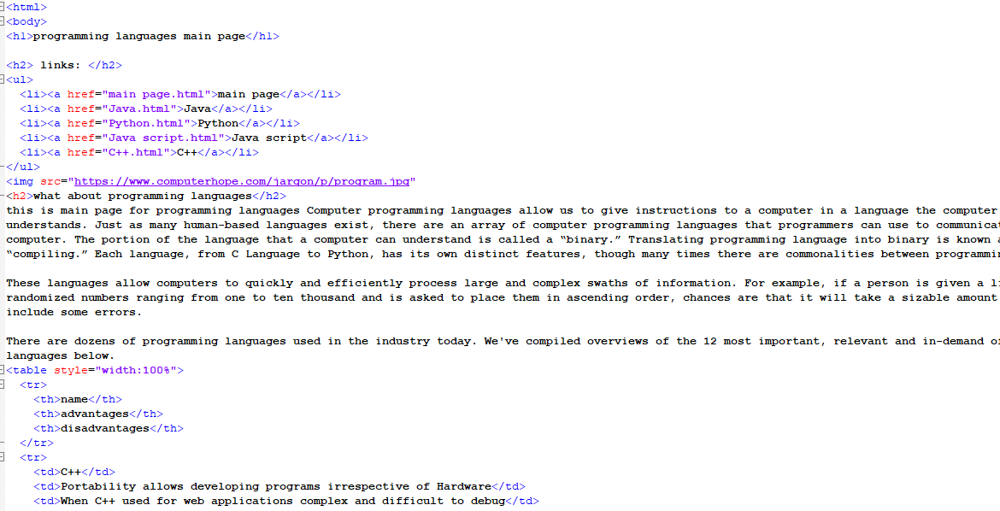 <html>
<body>
<h1>programming languages main page</h1>
<h2> links: </h2>
<ul>
<li><a href="main page.html">main page</a></li>
<li><a href="Java.html">Java</a></li>
<li><a href="Python.html">Python</a></li>
<li><a href="Java script.html">Java script</a></li>
<li><a href="C++.html">C++</a></li>
</ul>
<img src="https://www.computerhope.com/jargon/p/program.jpg"
<h2>what about programming languages</h2>
this is main page for programming languages Computer programming languages allow us to give instructions to a computer in a language the computer
understands. Just as many human-based languages exist, there are an array of computer programming languages that programmers can use to
computer. The portion of the language that a computer can understand is called a “binary.” Translating programming language into binary is known
“compiling.” Each language, from C Language to Python, has its own distinct features, though many times there are commonalities between
These languages allow computers to quickly and efficiently process large and complex swaths of information. For example, if a person is given a
randomized numbers ranging from one to ten thousand and is asked to place them in ascending order, chances are that it will take a sizable amount
include some errors.
There are dozens of programming languages used in the industry today. We've compiled overviews of the 12 most important, relevant and in-demand
languages below.
<table style="width:100%">
<tr>
<th>name</th>
<th>advantages</th>
<th>disadvantages</th>
</tr>
<tr>
<td>C++</td>
<td>Portability allows developing programs irrespective of Hardware</td>
<td>When C++ used for web applications complex and difficult to debug</td>